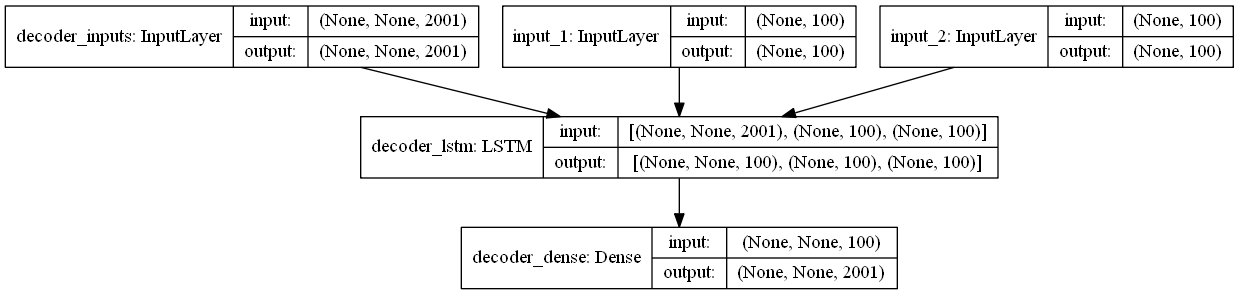 decoder_inputs: InputLayer
input: (None, None, 2001)
output: (None, None, 2001)
input_1: InputLayer
input: (None, 100)
output: (None, 100)
input_2: InputLayer
input: (None, 100)
output: (None, 100)
decoder_lstm: LSTM
input: [(None, None, 2001), (None, 100), (None, 100)]
output: [(None, None, 100), (None, 100), (None, 100)]
decoder_dense: Dense
input: (None, None, 100)
output: (None, None, 2001)